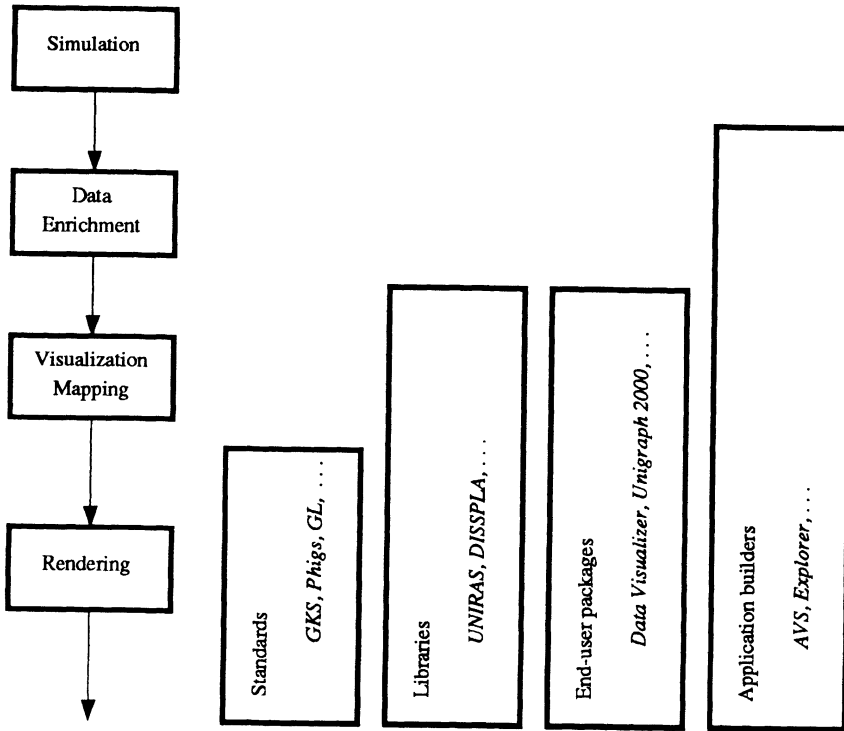 Simulation
Data
Enrichment
Visualization
Mapping
Rendering
Standards
GKS, Phigs, GL, . . .
Libraries
UNIRAS, DISSPLA, . . .
End-user packages
Data Visualizer, Unigraph 2000, . . .
Application builders
AVS, Explorer, . . .